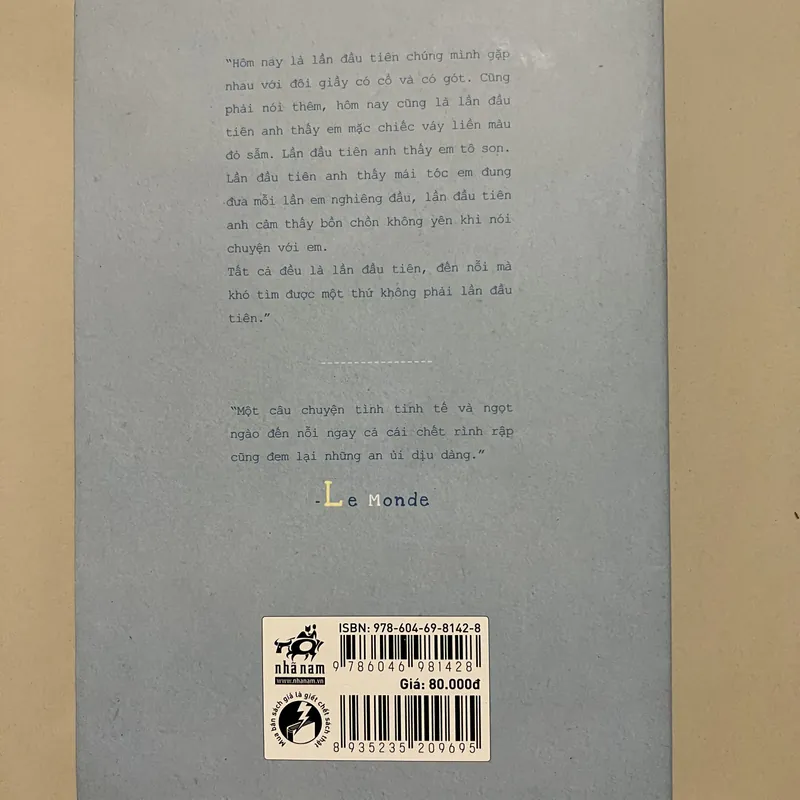 “Hôm nay là lần đầu tiên chúng mình gặp
nhau với đôi giầy có cổ và có gót. Cũng
phải nói thêm, hôm nay cũng là lần đầu
tiên anh thấy em mặc chiếc váy liền màu
đỏ sẫm. Lần đầu tiên anh thấy em tô son.
Lần đầu tiên anh thấy mái tóc em đung
đưa mỗi lần em nghiêng đầu, lần đầu tiên
anh cảm thấy bồn chồn không yên khi nói
chuyện với em.
Tất cả đều là lần đầu tiên, đến nỗi mà
khó tìm được một thứ không phải lần đầu
tiên.”
“Một câu chuyện tình tinh tế và ngọt
ngào đến nỗi ngay cả cái chết rình rập
cũng đem lại những an ủi dịu dàng.”
-Le Monde
ISBN: 978-604-69-8142-8
9 786046 981428
nhã nam
www.nhanam.vn
Giá: 80.000đ
Mua bán sách giả là giết chết sách thật
8 935235 209695